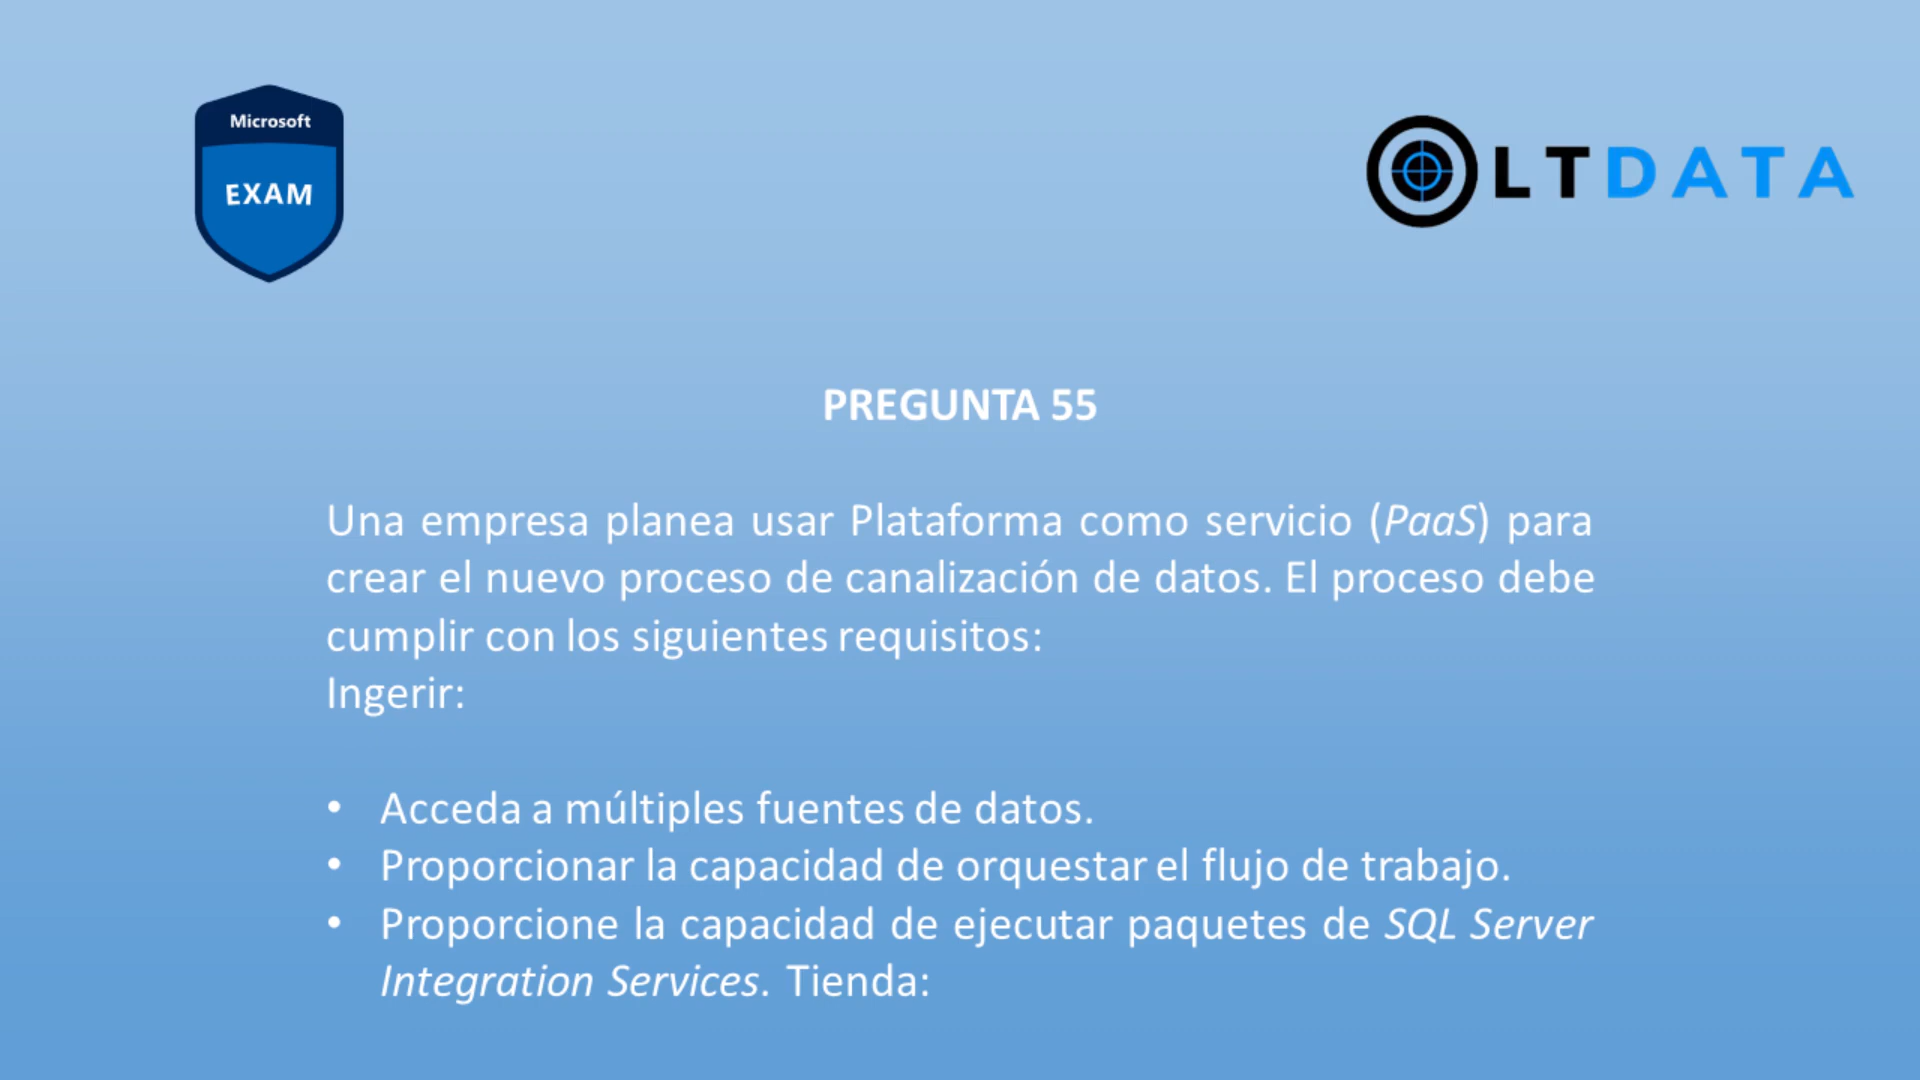 Microsoft
EXAM
LTDATA
PREGUNTA 55
Una empresa planea usar Plataforma como servicio (PaaS) para
crear el nuevo proceso de canalización de datos. El proceso debe
cumplir con los siguientes requisitos:
Ingerir:
• Acceda a múltiples fuentes de datos.
• Proporcionar la capacidad de orquestar el flujo de trabajo.
• Proporcione la capacidad de ejecutar paquetes de SQL Server
Integration Services. Tienda: